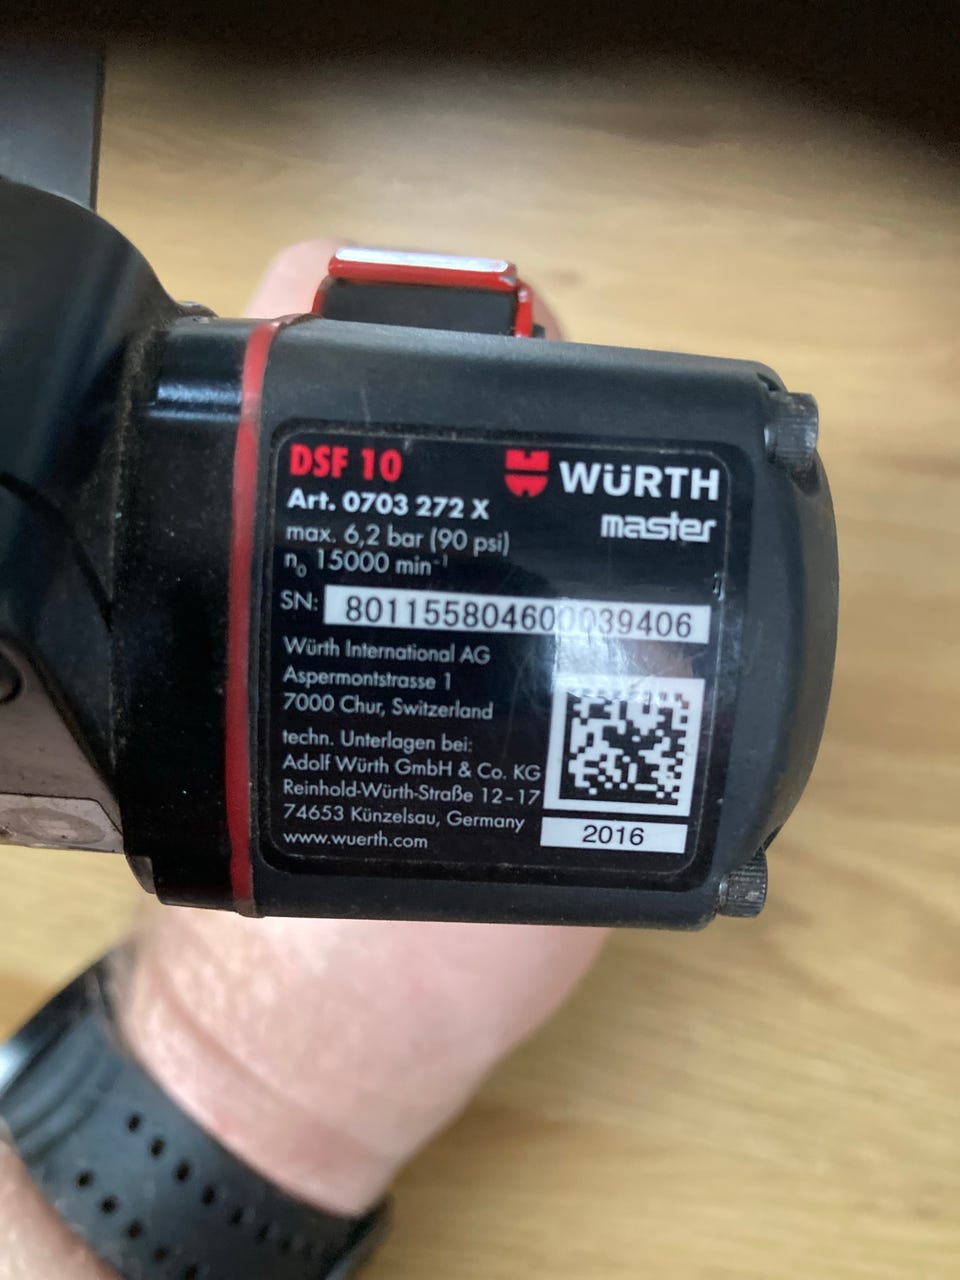 DSF 10
WÜRTH
master
Art. 0703 272 X
max. 6,2 bar (90 psi)
n₀ 15000 min⁻¹
SN: 801155804600039406
Würth International AG
Aspermontstrasse 1
7000 Chur, Switzerland
techn. Unterlagen bei:
Adolf Würth GmbH & Co. KG
Reinhold-Würth-Straße 12-17
74653 Künzelsau, Germany
www.wuerth.com
2016